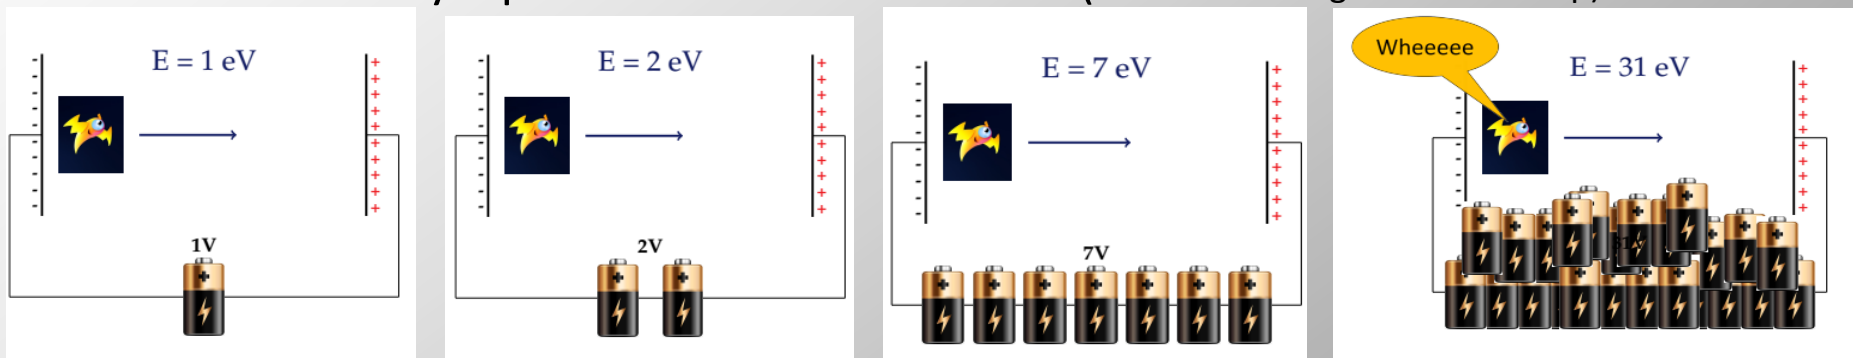 E = 1 eV
1V
E = 2 eV
2V
E = 7 eV
7V
Wheeeee
E = 31 eV